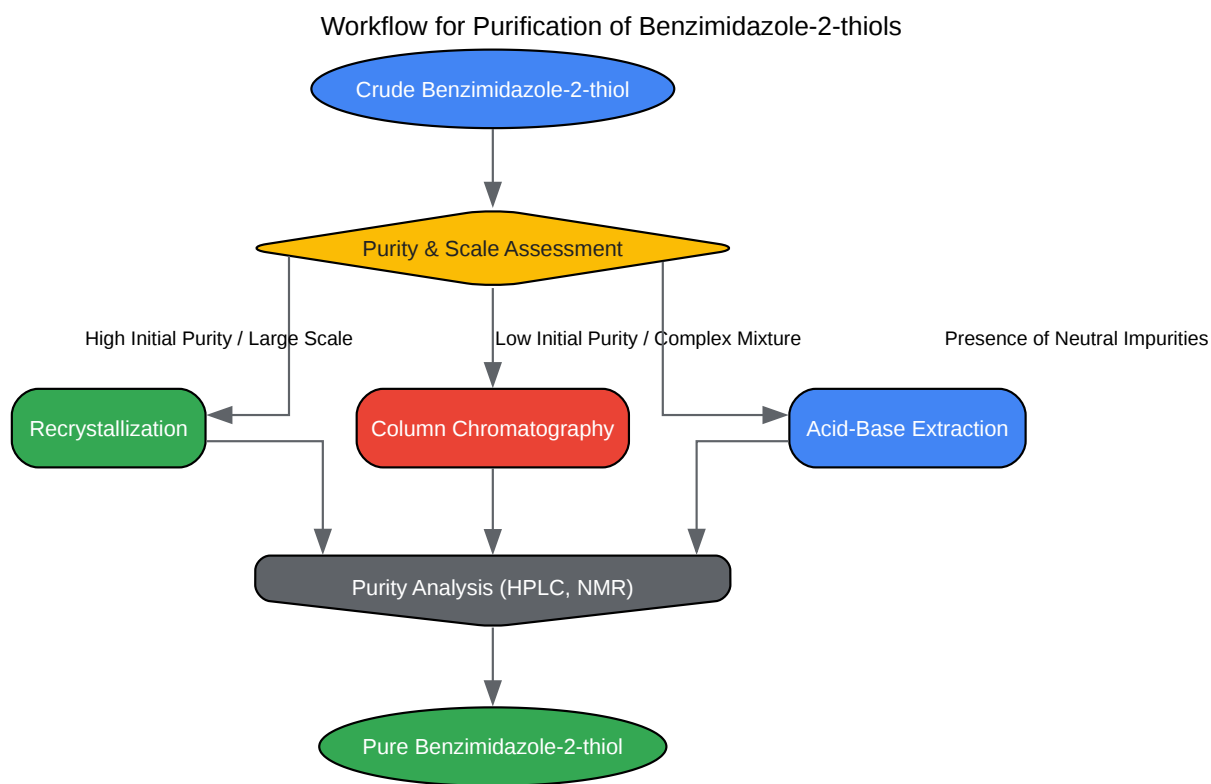 Workflow for Purification of Benzimidazole-2-thiols
Crude Benzimidazole-2-thiol
Purity & Scale Assessment
High Initial Purity / Large Scale
Low Initial Purity / Complex Mixture
Presence of Neutral Impurities
Recrystallization
Column Chromatography
Acid-Base Extraction
Purity Analysis (HPLC, NMR)
Pure Benzimidazole-2-thiol